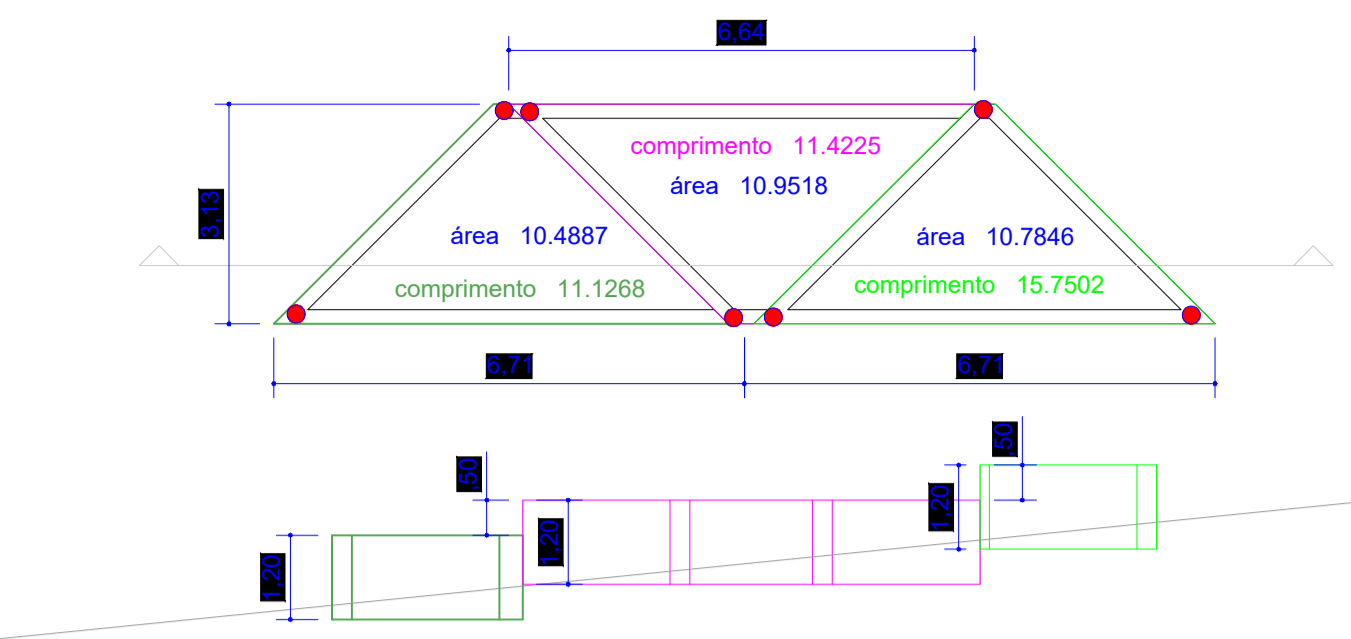 6,64
comprimento 11.4225
área 10.9518
3,13
área 10.4887
área 10.7846
comprimento 11.1268
comprimento 15.7502
6,71
6,71
,50
,50
1,20
1,20
1,20